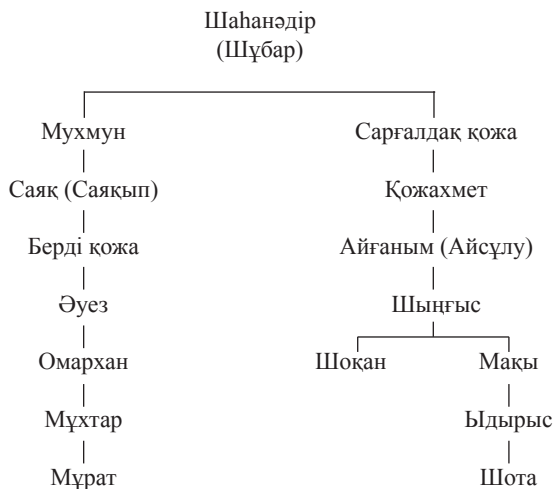 Шаһанәдір
(Шұбар)
Мухмун Сарғалдақ қожа
Саяқ (Саяқып) Қожахмет
Берді қожа Айғаным (Айсұлу)
Әуез Шыңғыс
Омархан Шоқан Мақы
Мұхтар Ыдырыс
Мұрат Шота